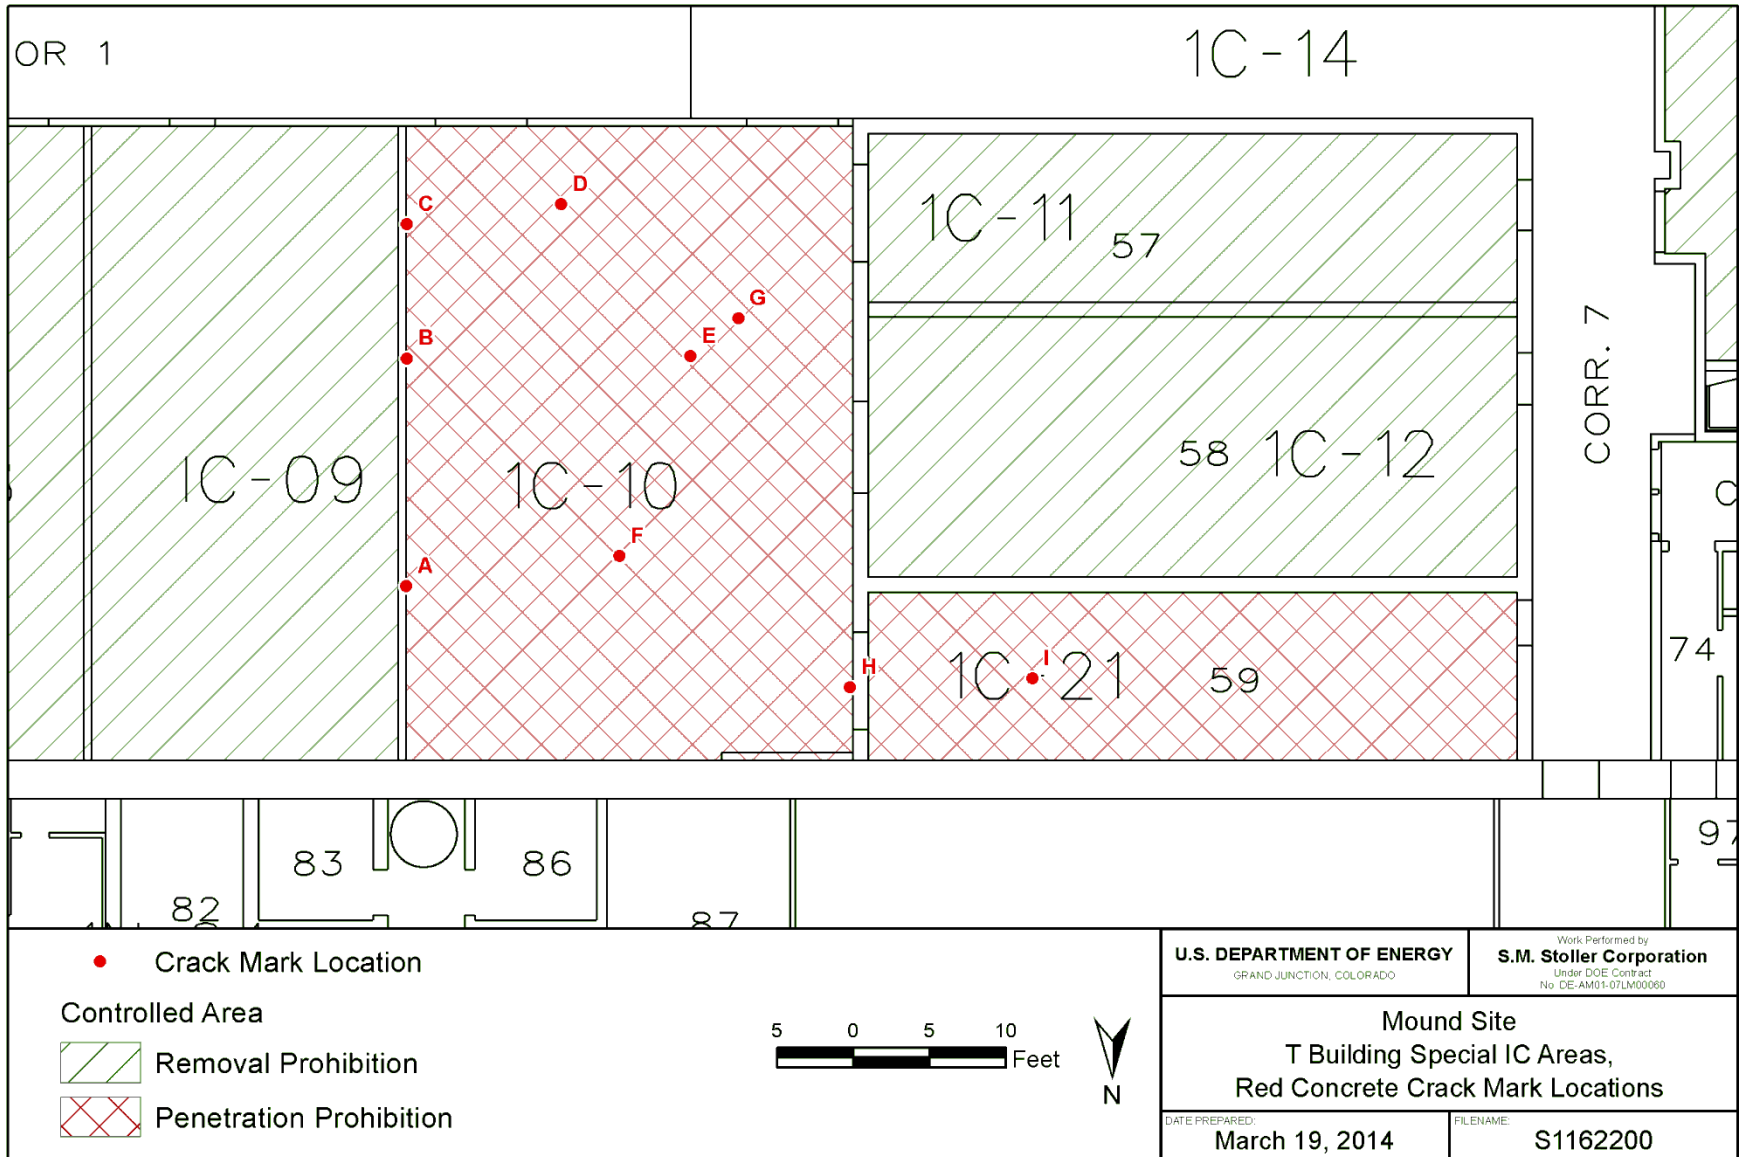 OR 1
1C-14
C
D
1C-11
57
G
B
E
CORR. 7
1C-09
1C-10
58
1C-12
F
A
H
1C-21
I
59
74
83
86
97
82
87
Crack Mark Location
Controlled Area
Removal Prohibition
Penetration Prohibition
5 0 5 10
Feet
N
U.S. DEPARTMENT OF ENERGY
GRAND JUNCTION, COLORADO
Work Performed by
S.M. Stoller Corporation
Under DOE Contract
No. DE-AM01-07LM00060
Mound Site
T Building Special IC Areas,
Red Concrete Crack Mark Locations
DATE PREPARED:
March 19, 2014
FILENAME:
S1162200